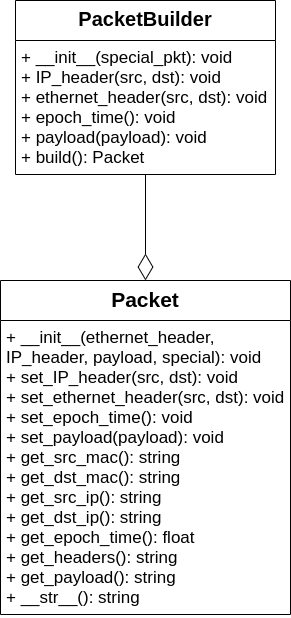 PacketBuilder
+ __init__(special_pkt): void
+ IP_header(src, dst): void
+ ethernet_header(src, dst): void
+ epoch_time(): void
+ payload(payload): void
+ build(): Packet
Packet
+ __init__(ethernet_header,
IP_header, payload, special): void
+ set_IP_header(src, dst): void
+ set_ethernet_header(src, dst): void
+ set_epoch_time(): void
+ set_payload(payload): void
+ get_src_mac(): string
+ get_dst_mac(): string
+ get_src_ip(): string
+ get_dst_ip(): string
+ get_epoch_time(): float
+ get_headers(): string
+ get_payload(): string
+ __str__(): string